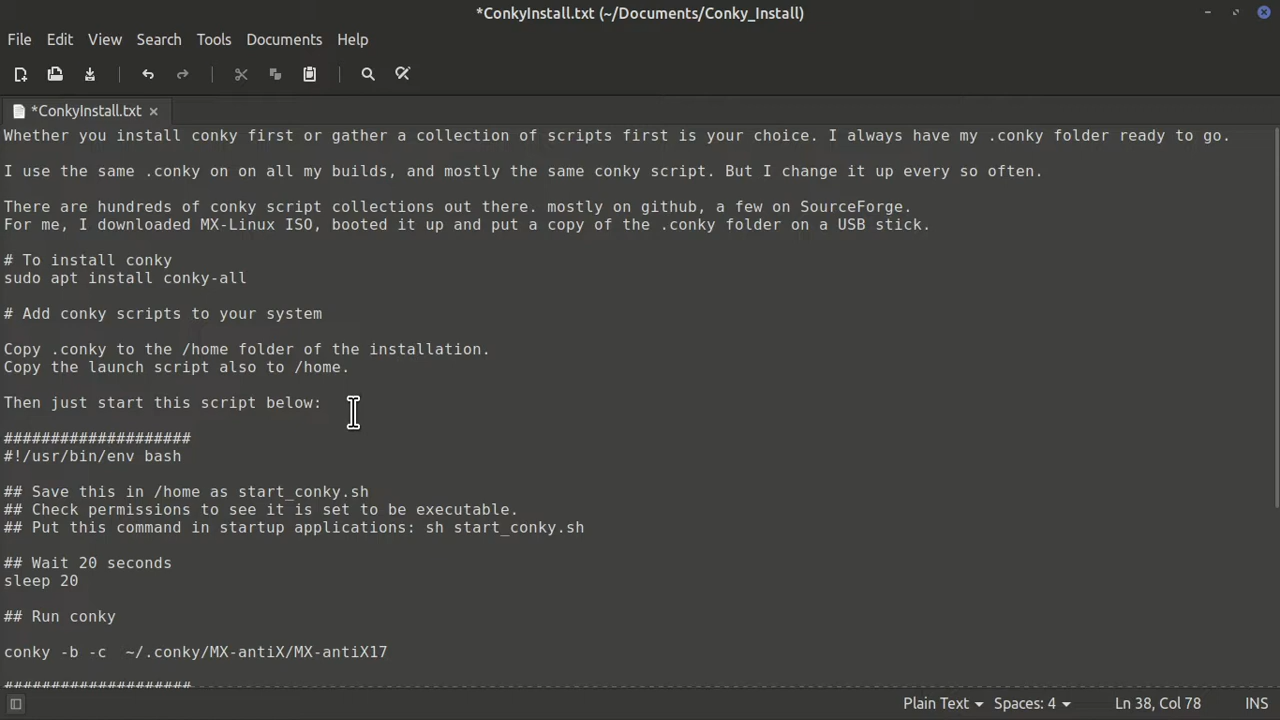 *ConkyInstall.txt (~/Documents/Conky_Install)
File Edit View Search Tools Documents Help
*ConkyInstall.txt
Whether you install conky first or gather a collection of scripts first is your choice. I always have my .conky folder ready to go.
I use the same .conky on on all my builds, and mostly the same conky script. But I change it up every so often.
There are hundreds of conky script collections out there. mostly on github, a few on SourceForge.
For me, I downloaded MX-Linux ISO, booted it up and put a copy of the .conky folder on a USB stick.
# To install conky
sudo apt install conky-all
# Add conky scripts to your system
Copy .conky to the /home folder of the installation.
Copy the launch script also to /home.
Then just start this script below:
####################
#!/usr/bin/env bash
## Save this in /home as start_conky.sh
## Check permissions to see it is set to be executable.
## Put this command in startup applications: sh start_conky.sh
## Wait 20 seconds
sleep 20
## Run conky
conky -b -c  ~/.conky/MX-antiX/MX-antiX17
####################
Plain Text Spaces: 4 Ln 38, Col 78 INS